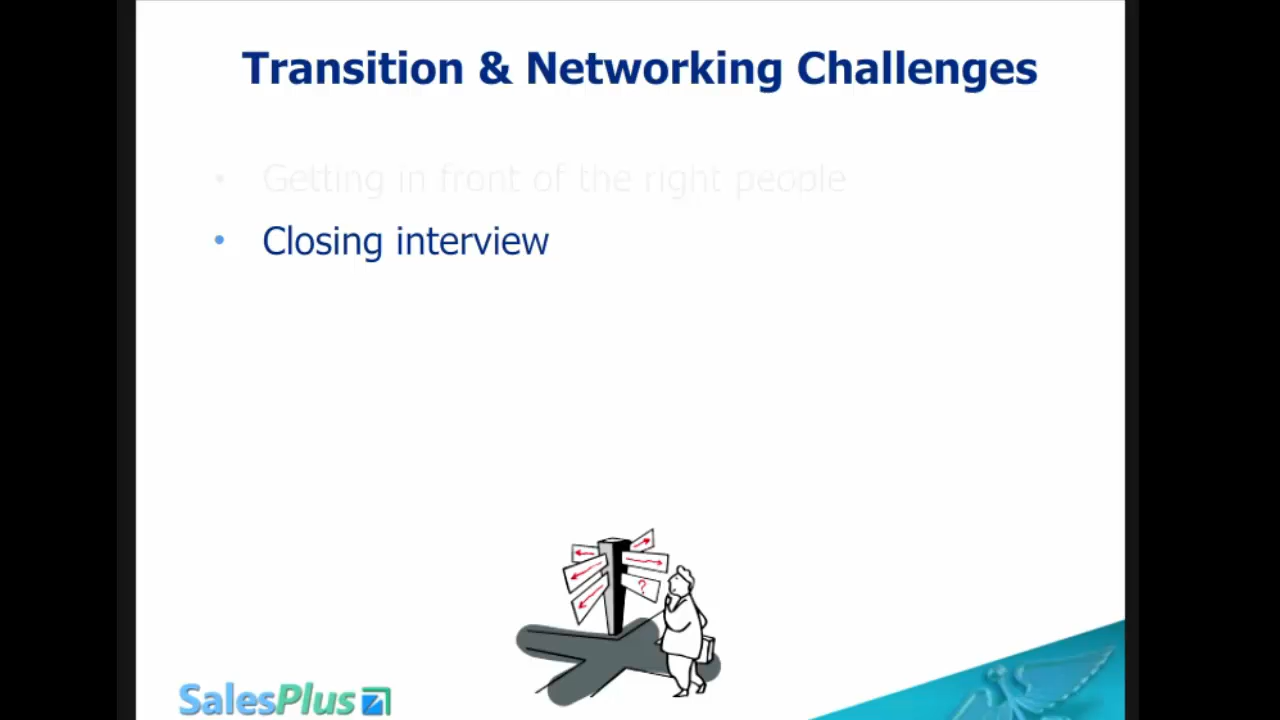 Transition & Networking Challenges
• Getting in front of the right people
• Closing interview
?
SalesPlus